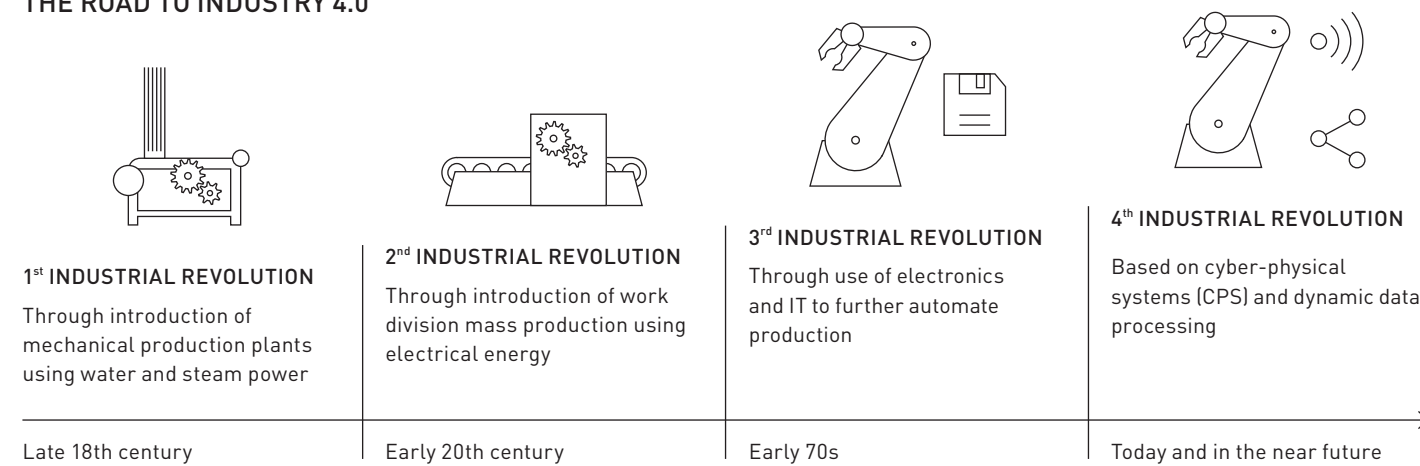 THE ROAD TO INDUSTRY 4.0
1st INDUSTRIAL REVOLUTION
Through introduction of
mechanical production plants
using water and steam power
Late 18th century
2nd INDUSTRIAL REVOLUTION
Through introduction of work
division mass production using
electrical energy
Early 20th century
3rd INDUSTRIAL REVOLUTION
Through use of electronics
and IT to further automate
production
Early 70s
4th INDUSTRIAL REVOLUTION
Based on cyber-physical
systems (CPS) and dynamic data
processing
Today and in the near future